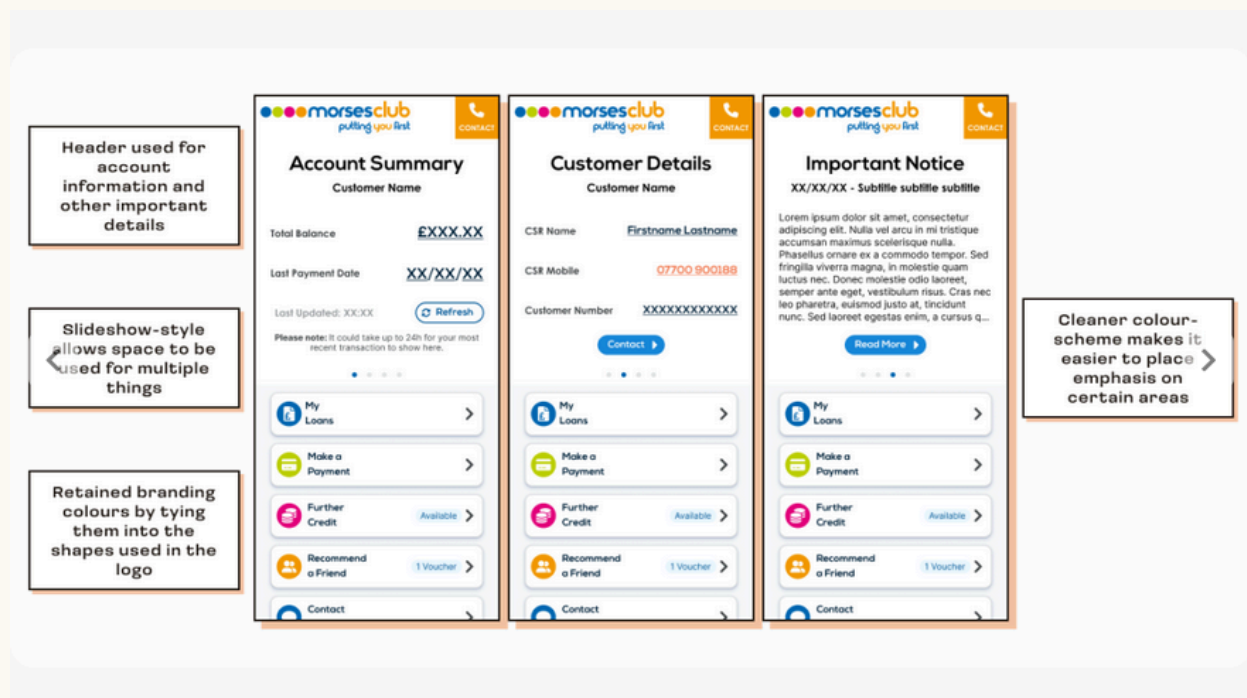 Header used for
account
information and
other important
details
Slideshow-style
allows space to be
used for multiple
things
Retained branding
colours by tying
them into the
shapes used in the
logo
morsesclub
putting you first
CONTACT
Account Summary
Customer Name
Total Balance £XXX.XX
Last Payment Date XX/XX/XX
Last Updated: XX:XX Refresh
Please note: It could take up to 24h for your most
recent transaction to show here.
My
Loans
Make a
Payment
Further
Credit
Available
Recommend
a Friend
1 Voucher
Contact
morsesclub
putting you first
CONTACT
Customer Details
Customer Name
CSR Name Firstname Lastname
CSR Mobile 07700 900188
Customer Number XXXXXXXXXXXX
Contact
My
Loans
Make a
Payment
Further
Credit
Available
Recommend
a Friend
1 Voucher
Contact
morsesclub
putting you first
CONTACT
Important Notice
XX/XX/XX - Subtitle subtitle subtitle
Lorem ipsum dolor sit amet, consectetur
adipiscing elit. Nulla vel arcu in mi tristique
accumsan maximus scelerisque nulla.
Phasellus ornare ex a commodo tempor. Sed
fringilla viverra magna, in molestie quam
luctus nec. Donec molestie odio laoreet,
semper ante eget, vestibulum risus. Cras nec
leo pharetra, euismod justo at, tincidunt
nunc. Sed laoreet egestas enim, a cursus q...
Read More
My
Loans
Make a
Payment
Further
Credit
Available
Recommend
a Friend
1 Voucher
Contact
Cleaner colour-
scheme makes it
easier to place
emphasis on
certain areas